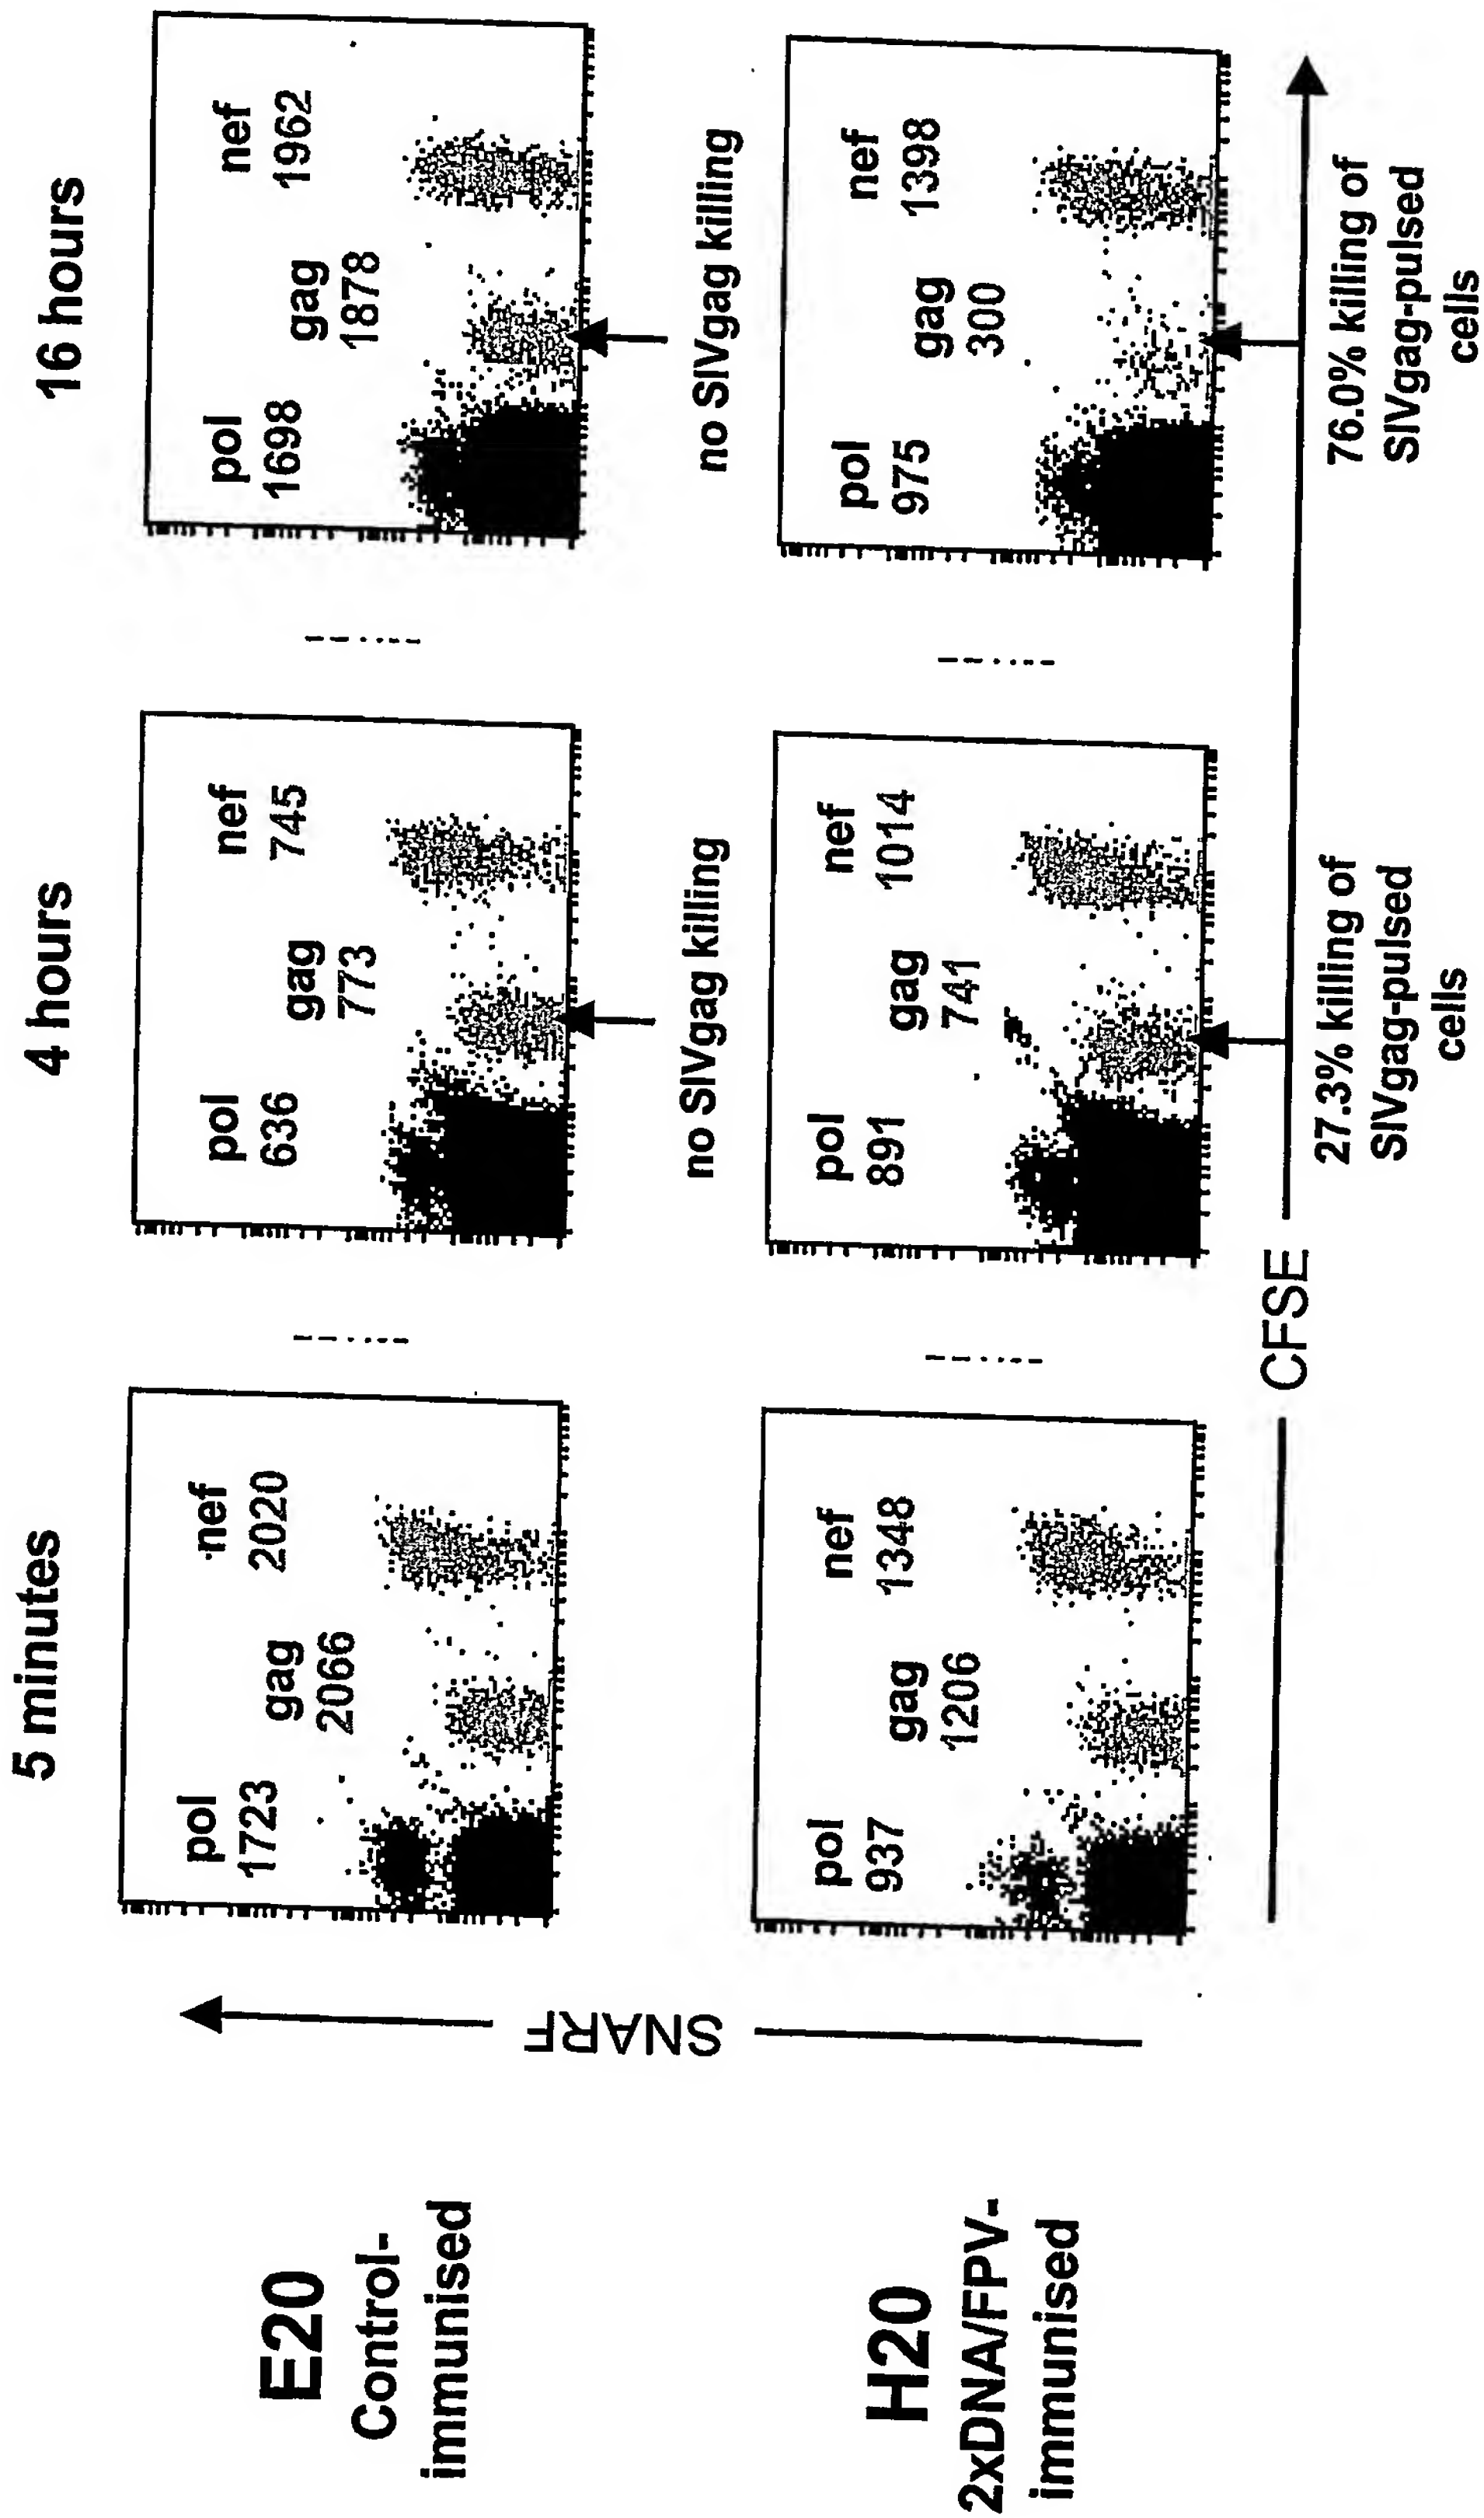 5 minutes
4 hours
16 hours
E20
Control-
immunised
pol
1723
gag
2066
nef
2020
pol
636
gag
773
nef
745
pol
1698
gag
1878
nef
1962
no SIVgag killing
no SIVgag killing
SNARF
H20
2xDNA/FPV-
immunised
pol
937
gag
1206
nef
1348
pol
891
gag
741
nef
1014
pol
975
gag
300
nef
1398
CFSE
27.3% killing of
SIVgag-pulsed
cells
76.0% killing of
SIVgag-pulsed
cells